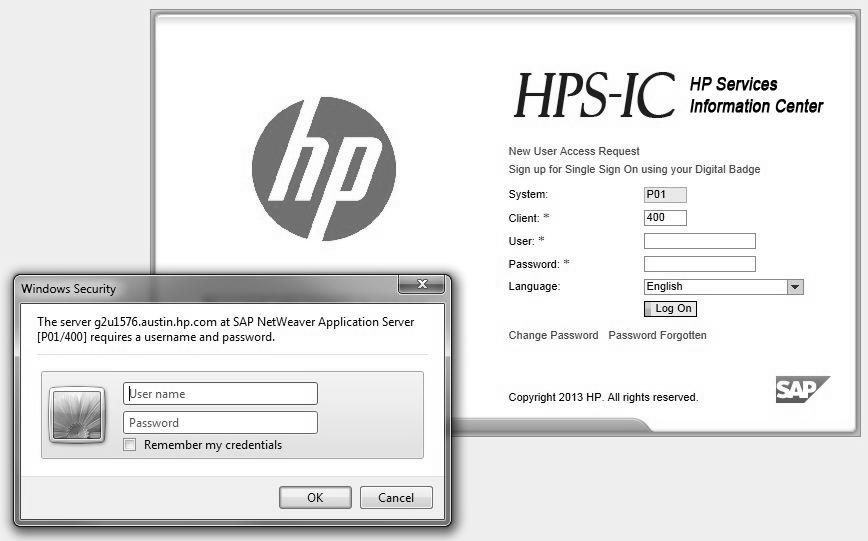 hp
HPS-IC HP Services
Information Center
New User Access Request
Sign up for Single Sign On using your Digital Badge
System: P01
Client: * 400
User: *
Password: *
Language: English
Log On
Change Password Password Forgotten
Copyright 2013 HP. All rights reserved. SAP
Windows Security
The server g2u1576.austin.hp.com at SAP NetWeaver Application Server
[P01/400] requires a username and password.
User name
Password
Remember my credentials
OK Cancel